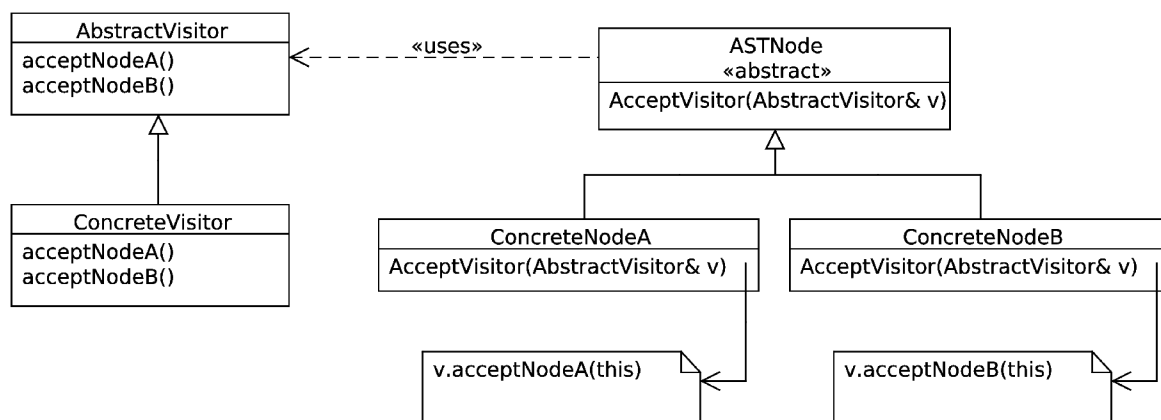 AbstractVisitor
acceptNodeA()
acceptNodeB()
«uses»
ASTNode
«abstract»
AcceptVisitor(AbstractVisitor& v)
ConcreteVisitor
acceptNodeA()
acceptNodeB()
ConcreteNodeA
AcceptVisitor(AbstractVisitor& v)
ConcreteNodeB
AcceptVisitor(AbstractVisitor& v)
v.acceptNodeA(this)
v.acceptNodeB(this)